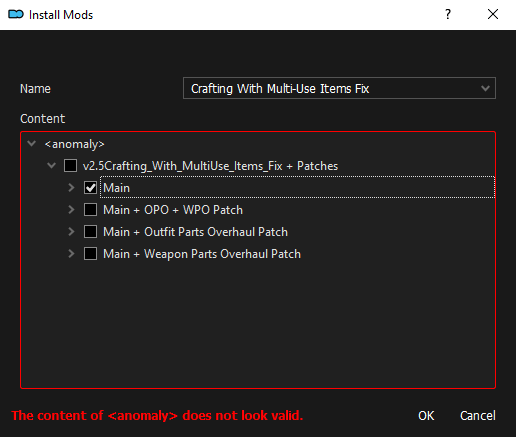 Install Mods
?
Name
Crafting With Multi-Use Items Fix
Content
<anomaly>
v2.5Crafting_With_MultiUse_Items_Fix + Patches
Main
Main + OPO + WPO Patch
Main + Outfit Parts Overhaul Patch
Main + Weapon Parts Overhaul Patch
The content of <anomaly> does not look valid.
OK
Cancel